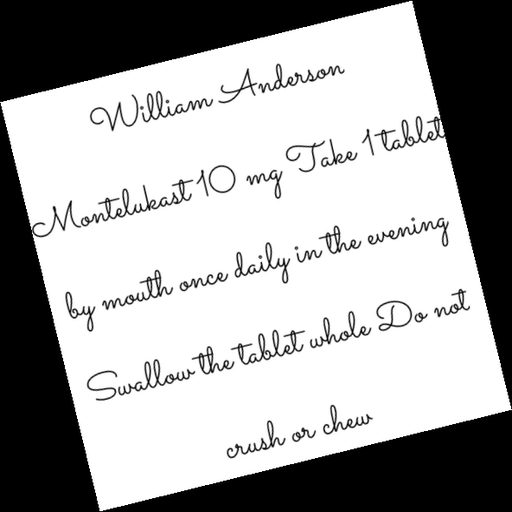 William Anderson
Montelukast 10 mg Take 1 tablet
by mouth once daily in the evening
Swallow the tablet whole Do not
crush or chew